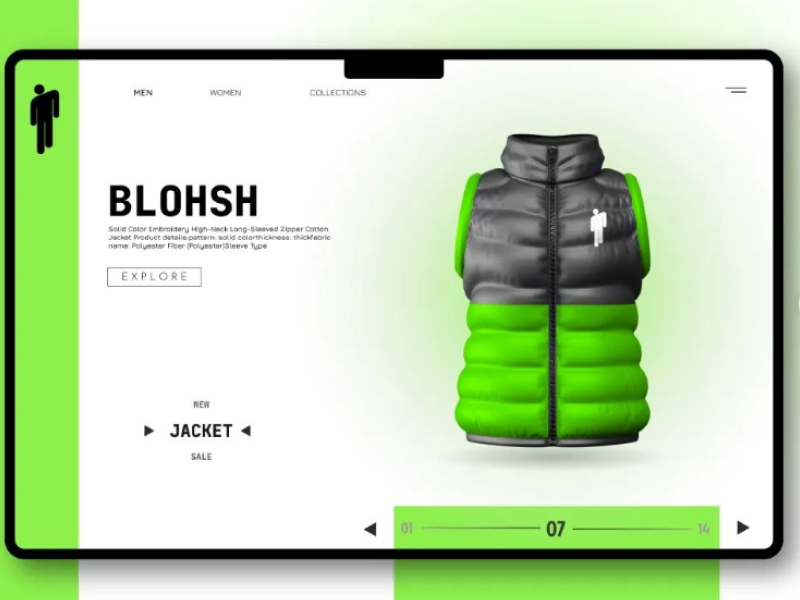 MEN WOMEN COLLECTIONS
BLOHSH
Solid Color Embroidery High-Neck Long-Sleeved Zipper Cotton
Jacket Product details:pattern: solid colorthickness: thickfabric
name: Polyester Fiber (Polyester)Sleeve Type
EXPLORE
NEW
JACKET
SALE
01 07 14